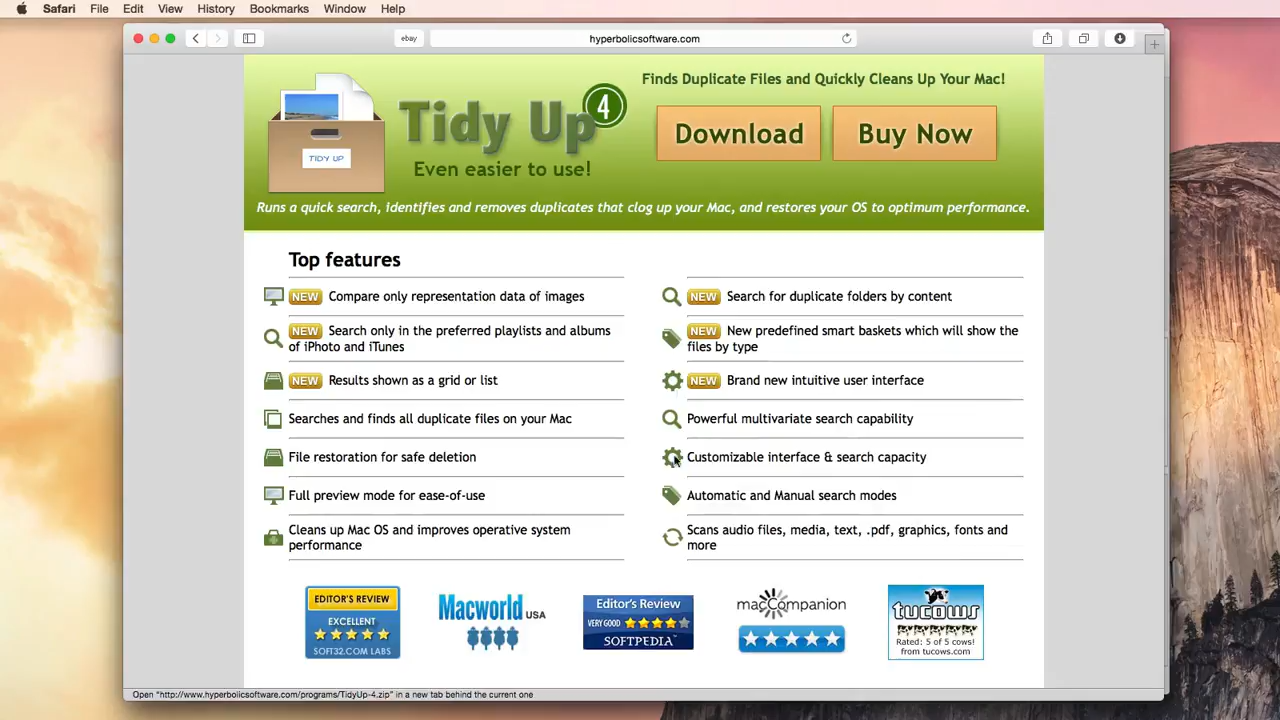 Safari File Edit View History Bookmarks Window Help
ebay
hyperbolicsoftware.com
TIDY UP
Tidy Up 4
Even easier to use!
Finds Duplicate Files and Quickly Cleans Up Your Mac!
Download
Buy Now
Runs a quick search, identifies and removes duplicates that clog up your Mac, and restores your OS to optimum performance.
Top features
NEW Compare only representation data of images
NEW Search only in the preferred playlists and albums
of iPhoto and iTunes
NEW Results shown as a grid or list
Searches and finds all duplicate files on your Mac
File restoration for safe deletion
Full preview mode for ease-of-use
Cleans up Mac OS and improves operative system
performance
NEW Search for duplicate folders by content
NEW New predefined smart baskets which will show the
files by type
NEW Brand new intuitive user interface
Powerful multivariate search capability
Customizable interface & search capacity
Automatic and Manual search modes
Scans audio files, media, text, .pdf, graphics, fonts and
more
EDITOR'S REVIEW
EXCELLENT
SOFT32.COM LABS
Macworld USA
Editor's Review
VERY GOOD
SOFTPEDIA™
macCompanion
tucows
Rated: 5 of 5 cows!
from tucows.com
Open "http://www.hyperbolicsoftware.com/programs/TidyUp-4.zip" in a new tab behind the current one